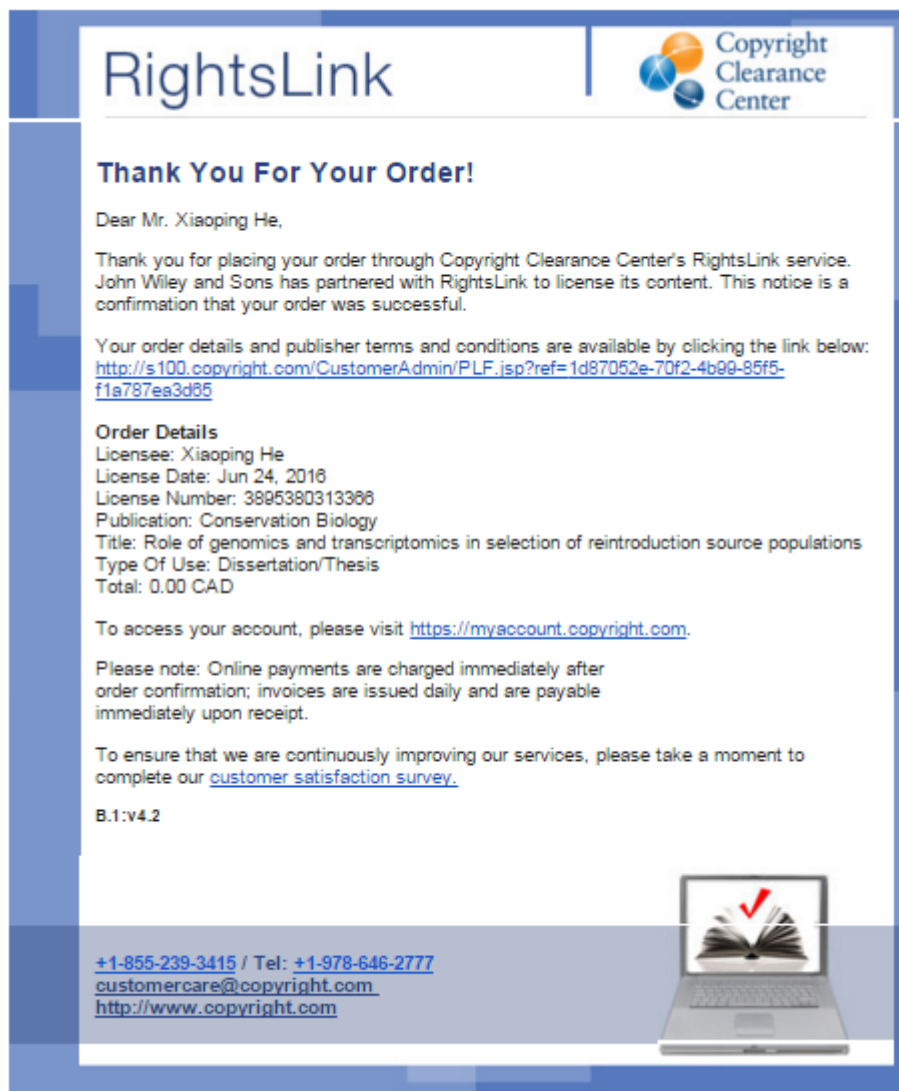 RightsLink
Copyright
Clearance
Center
Thank You For Your Order!
Dear Mr. Xiaoping He,
Thank you for placing your order through Copyright Clearance Center's RightsLink service.
John Wiley and Sons has partnered with RightsLink to license its content. This notice is a
confirmation that your order was successful.
Your order details and publisher terms and conditions are available by clicking the link below:
http://s100.copyright.com/CustomerAdmin/PLF.jsp?ref=1d87052e-70f2-4b99-85f5-
f1a787ea3d65
Order Details
Licensee: Xiaoping He
License Date: Jun 24, 2016
License Number: 3895380313366
Publication: Conservation Biology
Title: Role of genomics and transcriptomics in selection of reintroduction source populations
Type Of Use: Dissertation/Thesis
Total: 0.00 CAD
To access your account, please visit https://myaccount.copyright.com.
Please note: Online payments are charged immediately after
order confirmation; invoices are issued daily and are payable
immediately upon receipt.
To ensure that we are continuously improving our services, please take a moment to
complete our customer satisfaction survey.
B.1:v4.2
+1-855-239-3415 / Tel: +1-978-646-2777
customercare@copyright.com
http://www.copyright.com